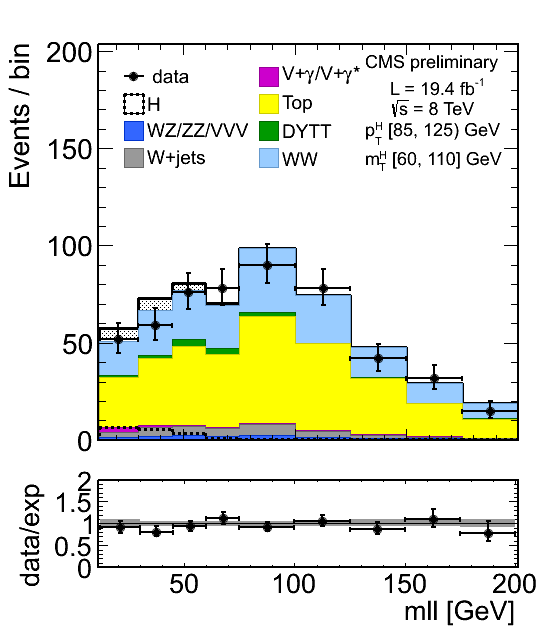 Events / bin
200
150
100
50
0
data
H
WZ/ZZ/VVV
W+jets
V+γ/V+γ*
Top
DYTT
WW
CMS preliminary
L = 19.4 fb⁻¹
√s = 8 TeV
p_T^H [85, 125) GeV
m_T^H [60, 110] GeV
data/exp
2
1.5
1
0.5
0
50 100 150 200
mll [GeV]